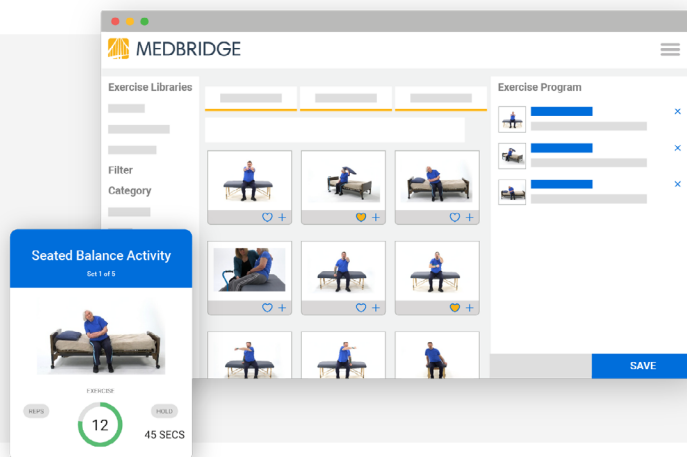 MEDBRIDGE
Exercise Libraries
Filter
Category
Exercise Program
SAVE
Seated Balance Activity
Set 1 of 5
EXERCISE
REPS
12
HOLD
45 SECS